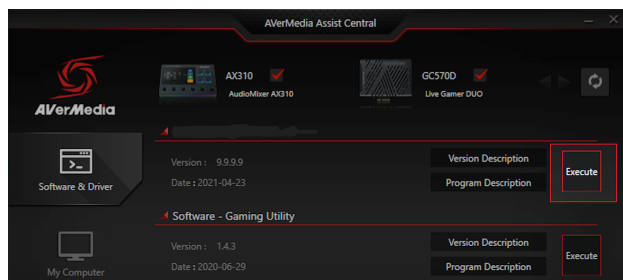 AVerMedia Assist Central
AX310
AudioMixer AX310
GC570D
Live Gamer DUO
AVerMedia
Software & Driver
Version : 9.9.9.9
Date : 2021-04-23
Version Description
Program Description
Execute
Software - Gaming Utility
Version : 1.4.3
Date : 2020-06-29
Version Description
Program Description
Execute
My Computer